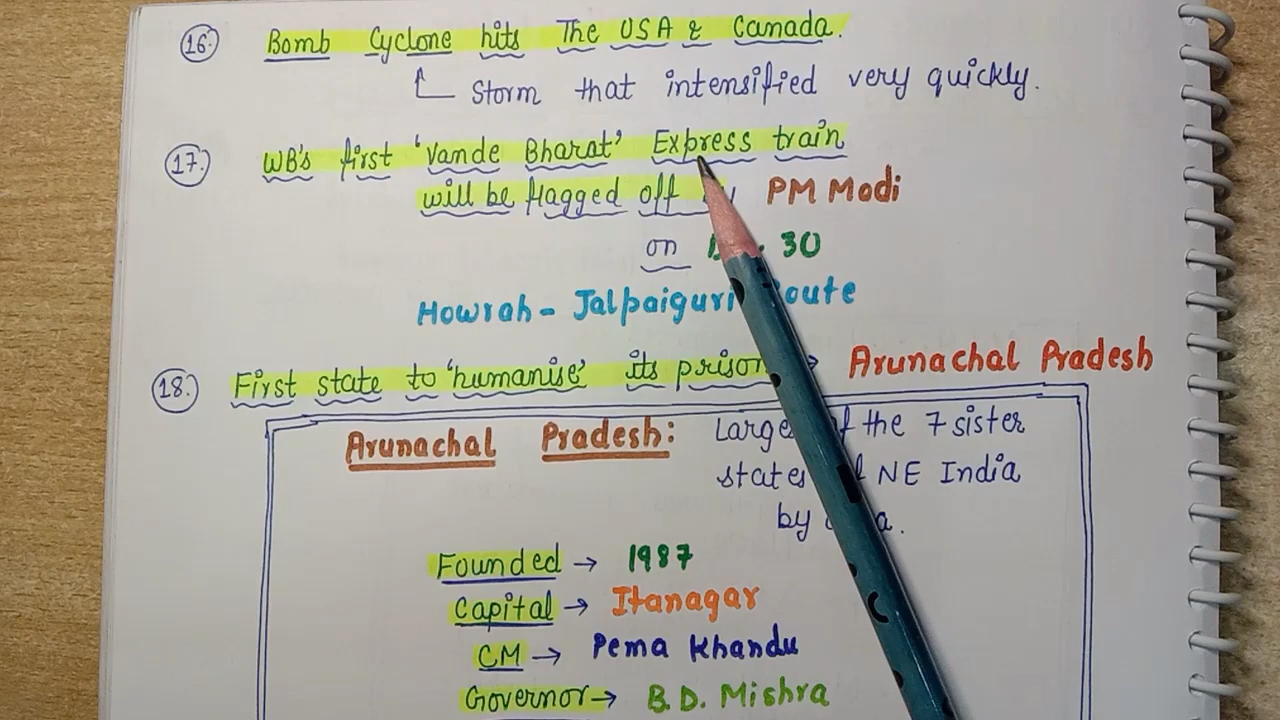 16. Bomb Cyclone hits The USA & Canada.
Storm that intensified very quickly.
17. WB's first 'Vande Bharat' Express train
will be flagged off PM Modi
on 30
Howrah - Jalpaiguri
18. First state to 'humanise' its prison → Arunachal Pradesh
Arunachal Pradesh: the 7 sister
states NE India
by
Founded → 1987
Capital → Itanagar
CM → Pema Khandu
Governor → B.D. Mishra